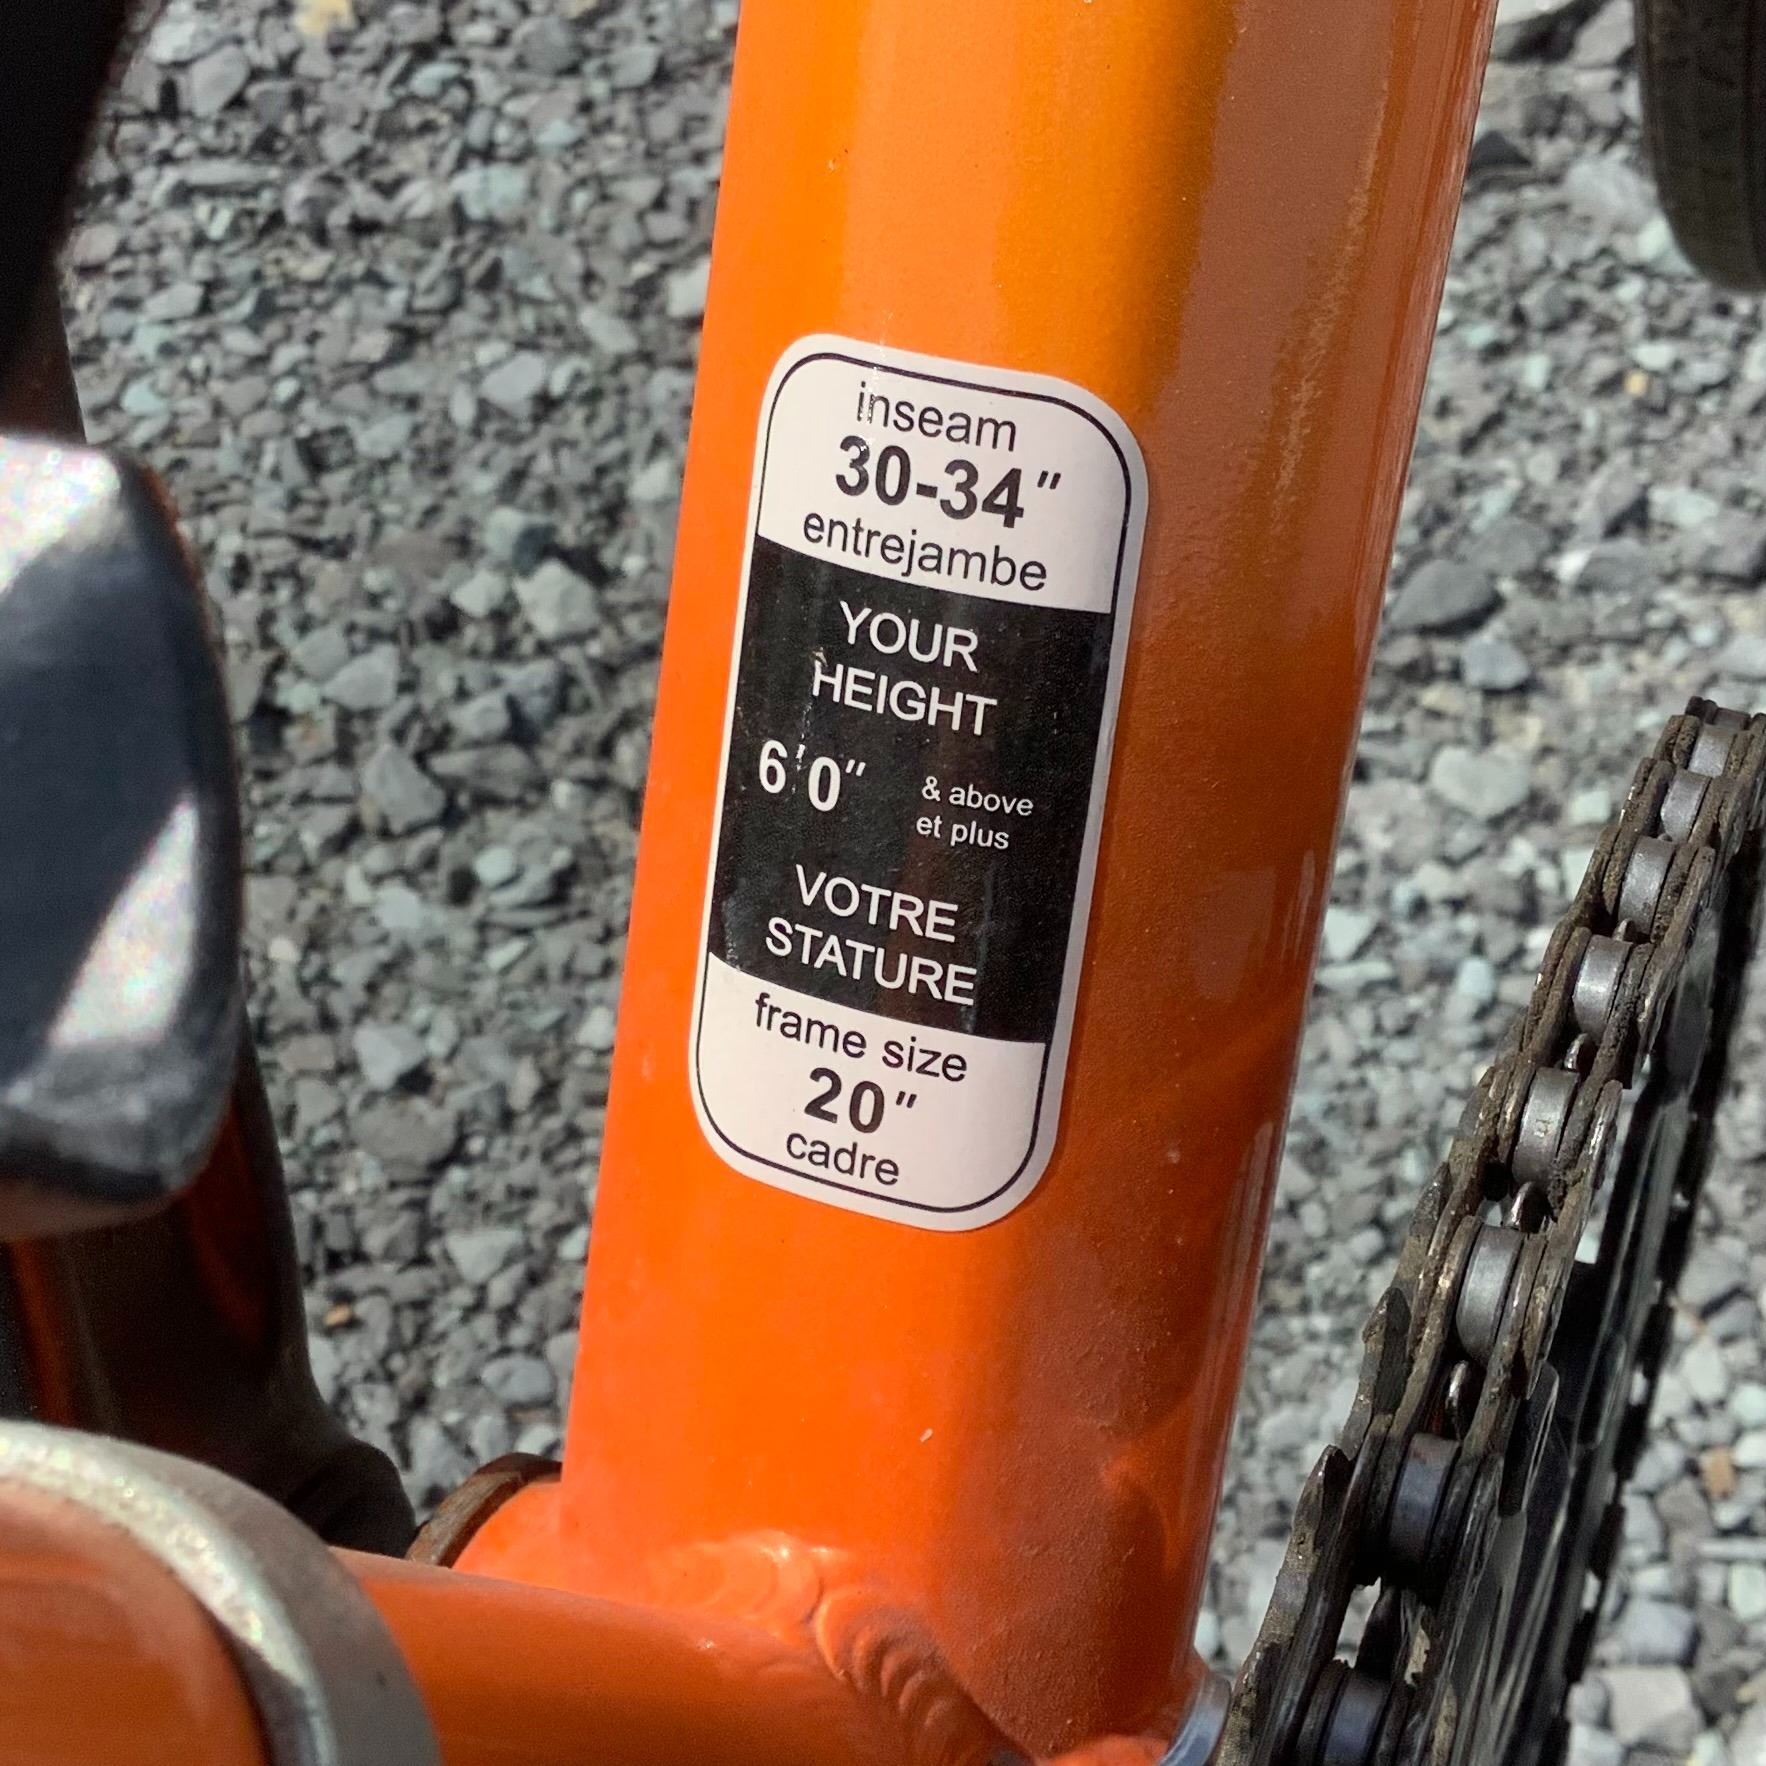 inseam
30-34"
entrejambe
YOUR
HEIGHT
6'0" & above
et plus
VOTRE
STATURE
frame size
20"
cadre